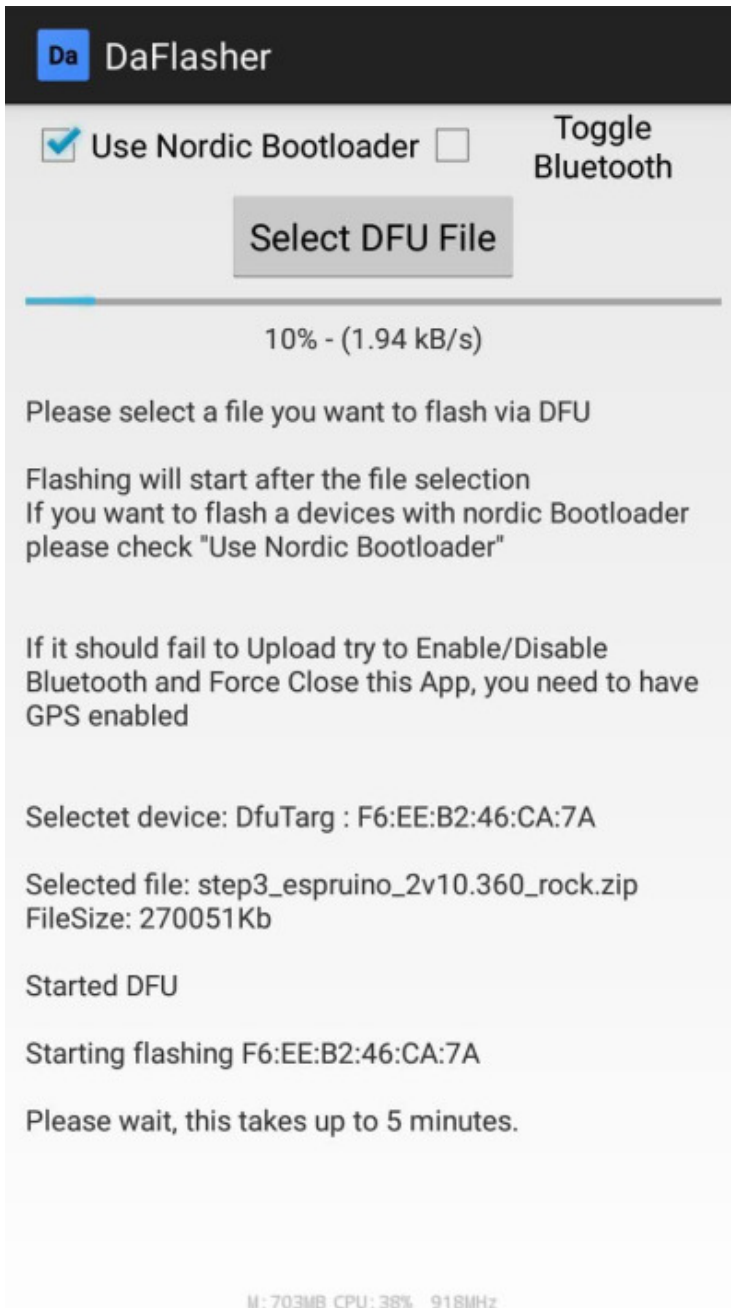 Da DaFlasher
Use Nordic Bootloader
Toggle
Bluetooth
Select DFU File
10% - (1.94 kB/s)
Please select a file you want to flash via DFU
Flashing will start after the file selection
If you want to flash a devices with nordic Bootloader
please check "Use Nordic Bootloader"
If it should fail to Upload try to Enable/Disable
Bluetooth and Force Close this App, you need to have
GPS enabled
Selectet device: DfuTarg : F6:EE:B2:46:CA:7A
Selected file: step3_espruino_2v10.360_rock.zip
FileSize: 270051Kb
Started DFU
Starting flashing F6:EE:B2:46:CA:7A
Please wait, this takes up to 5 minutes.
M:703MB CPU:38% 918MHz